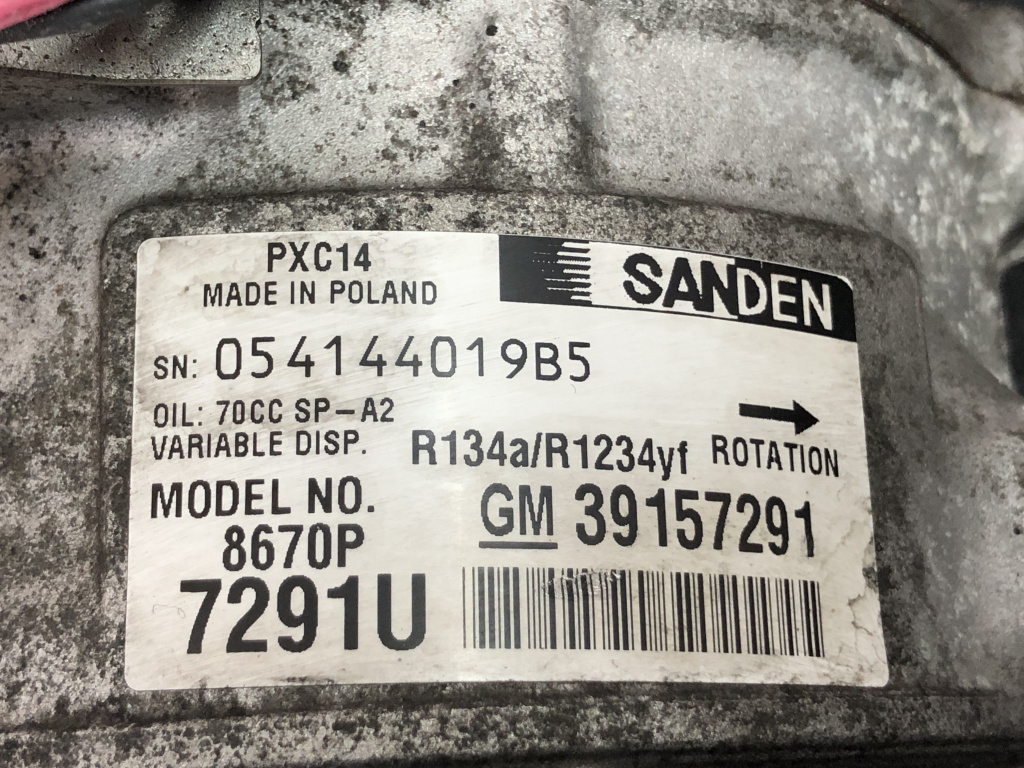 PXC14
MADE IN POLAND
SANDEN
SN: 054144019B5
OIL: 70CC SP-A2
VARIABLE DISP.
R134a/R1234yf
ROTATION
MODEL NO.
8670P
GM 39157291
7291U